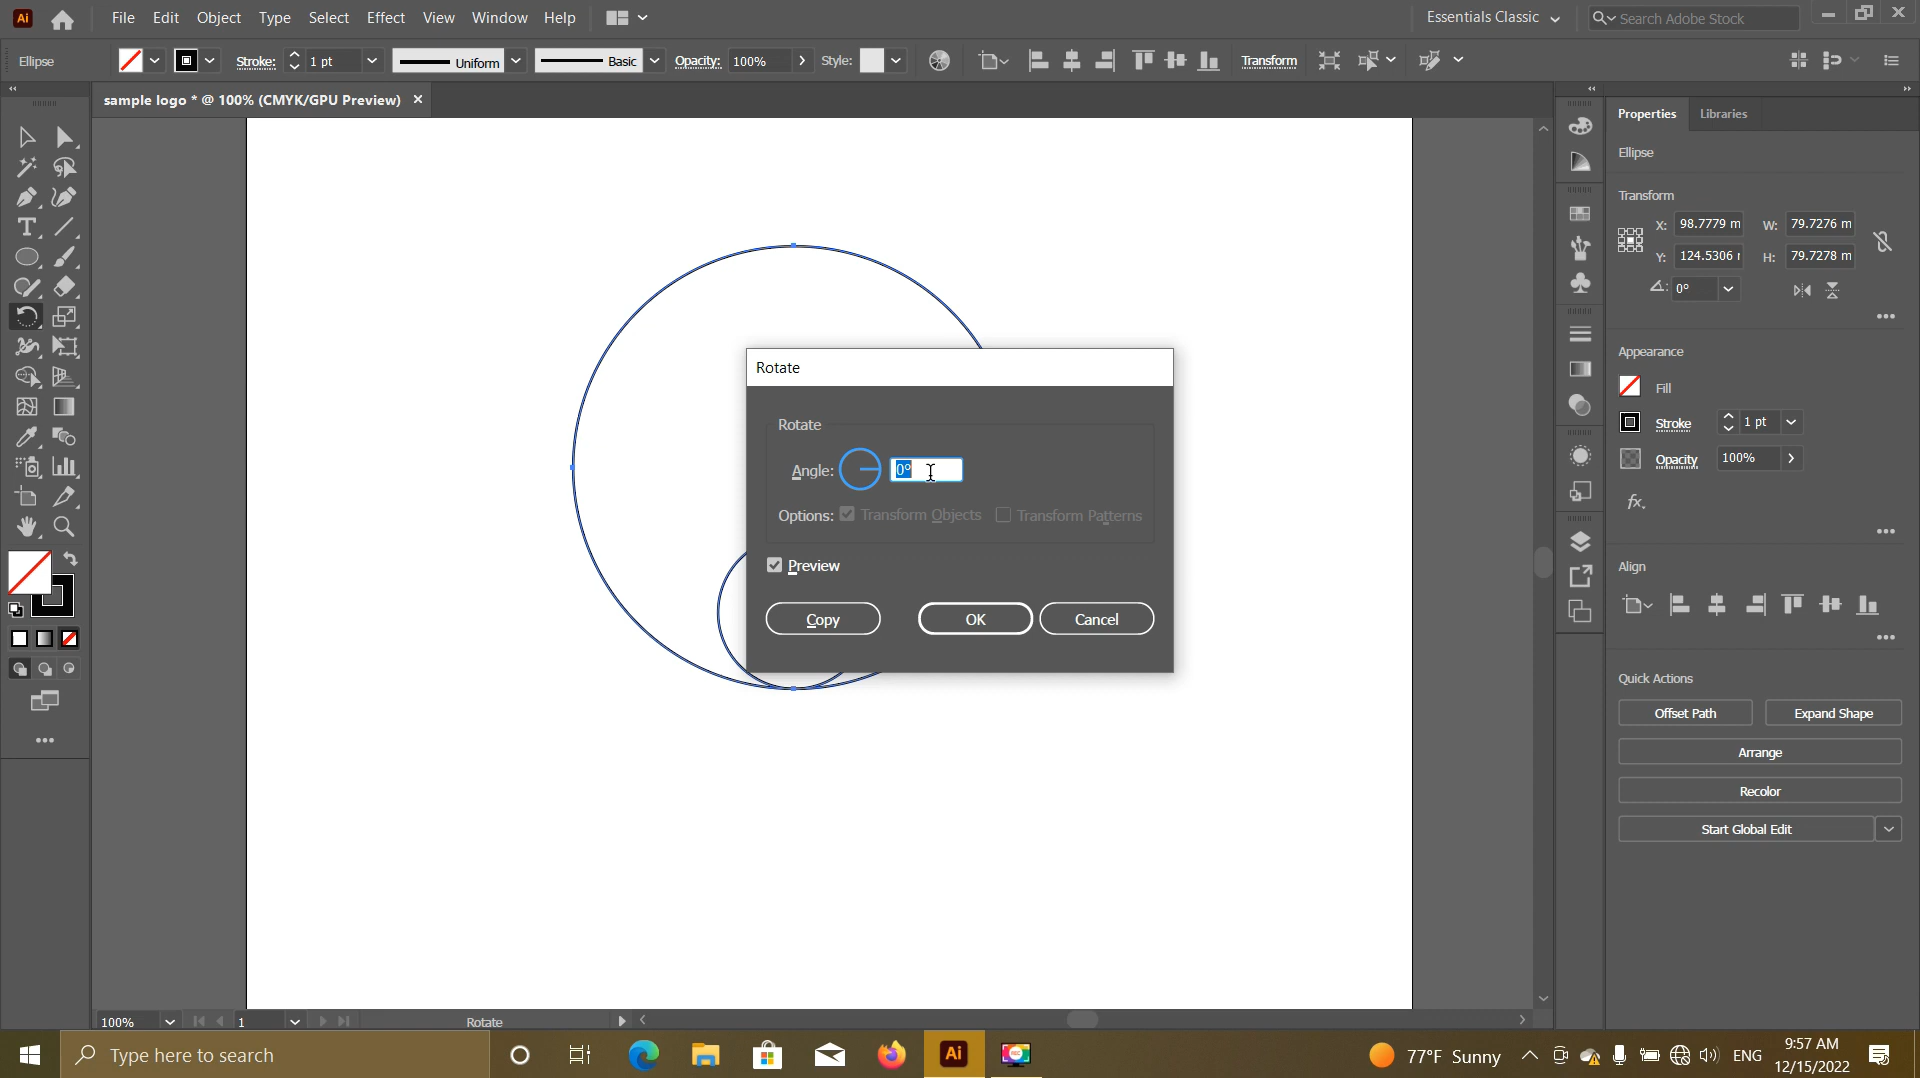 Ai File Edit Object Type Select Effect View Window Help Essentials Classic Search Adobe Stock
Ellipse Stroke: 1 pt Uniform Basic Opacity: 100% Style: Transform
sample logo * @ 100% (CMYK/GPU Preview)
Properties Libraries
Ellipse
Transform
X: 98.7779 m W: 79.7276 m
Y: 124.5306 H: 79.7278 m
0°
Appearance
Fill
Stroke 1 pt
Opacity 100%
fx.
Align
Quick Actions
Offset Path Expand Shape
Arrange
Recolor
Start Global Edit
Rotate
Rotate
Angle: 0°
Options: Transform Objects Transform Patterns
Preview
Copy OK Cancel
100% 1 Rotate
Type here to search Ai 77°F Sunny ENG 9:57 AM
12/15/2022